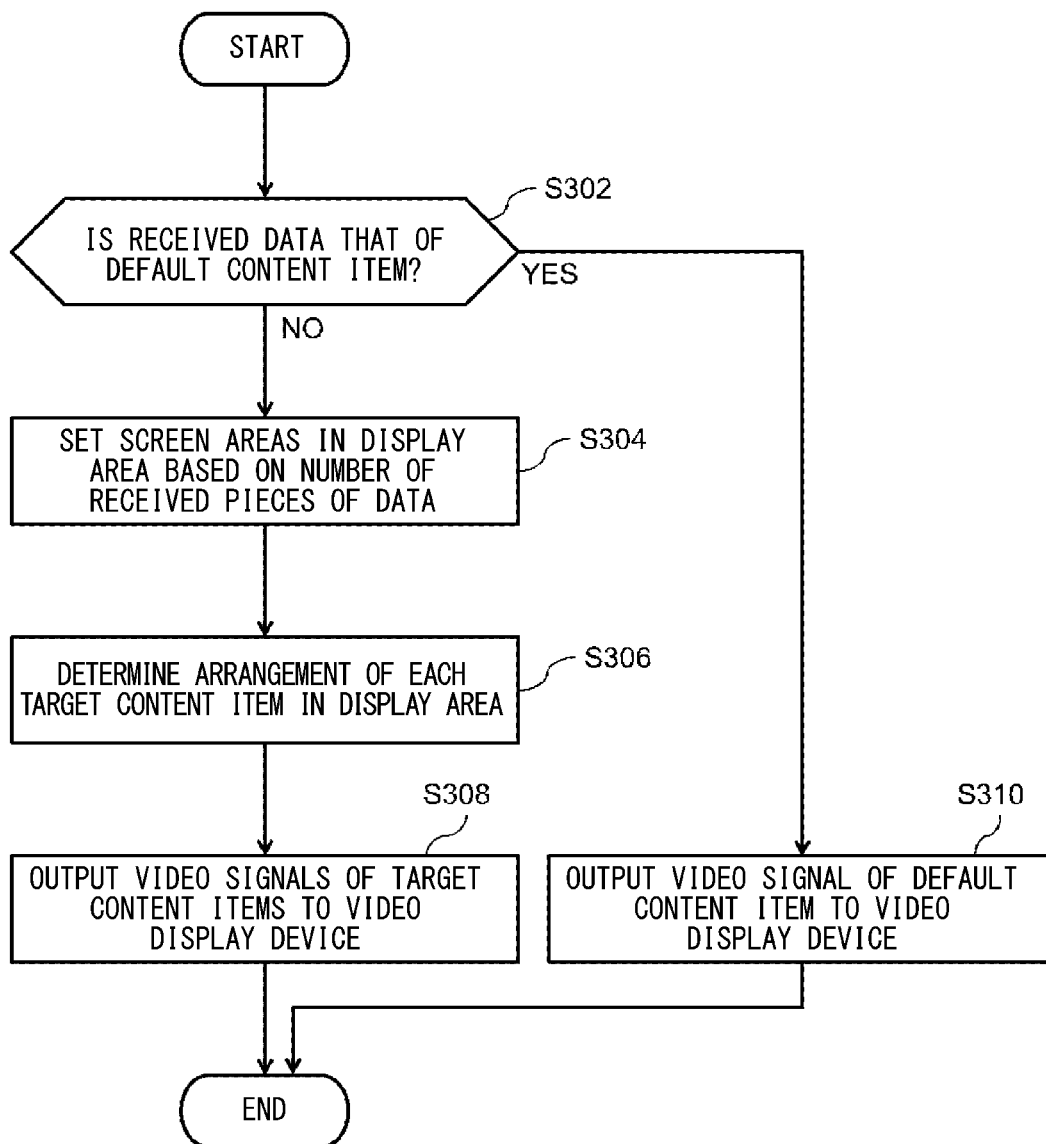 START
S302
IS RECEIVED DATA THAT OF
DEFAULT CONTENT ITEM?
YES
NO
SET SCREEN AREAS IN DISPLAY
AREA BASED ON NUMBER OF
RECEIVED PIECES OF DATA
S304
DETERMINE ARRANGEMENT OF EACH
TARGET CONTENT ITEM IN DISPLAY AREA
S306
S308
OUTPUT VIDEO SIGNALS OF TARGET
CONTENT ITEMS TO VIDEO
DISPLAY DEVICE
S310
OUTPUT VIDEO SIGNAL OF DEFAULT
CONTENT ITEM TO VIDEO
DISPLAY DEVICE
END